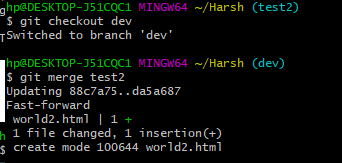 hp@DESKTOP-J51CQC1 MINGW64 ~/Harsh (test2)
$ git checkout dev
Switched to branch 'dev'
hp@DESKTOP-J51CQC1 MINGW64 ~/Harsh (dev)
$ git merge test2
Updating 88c7a75..da5a687
Fast-forward
world2.html | 1 +
1 file changed, 1 insertion(+)
create mode 100644 world2.html